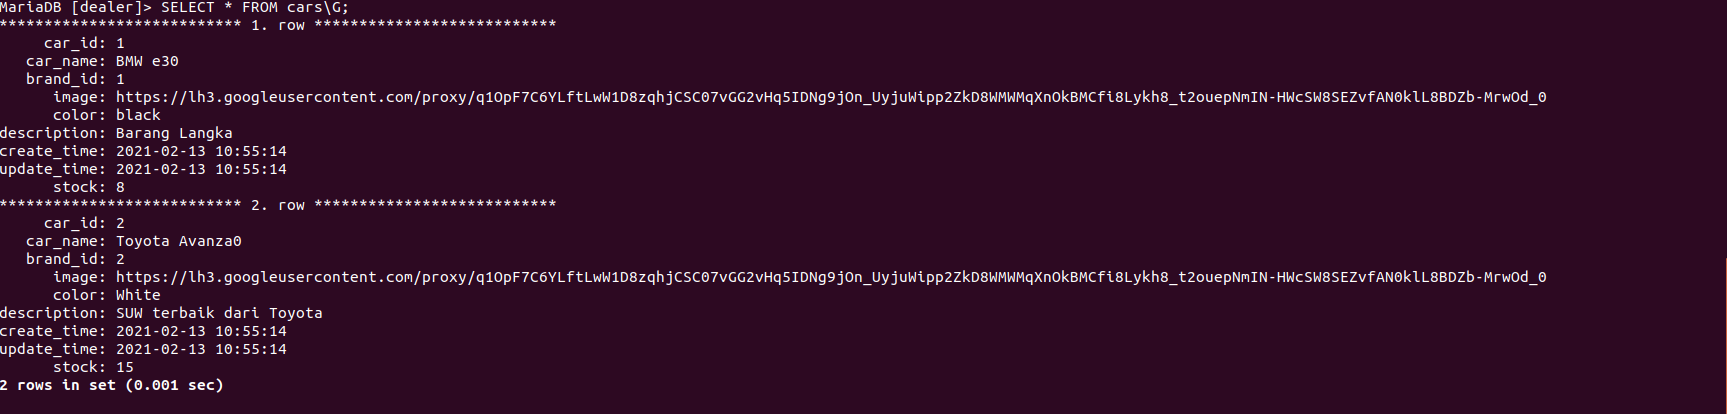 MariaDB [dealer]> SELECT * FROM cars\G;
*************************** 1. row ***************************
     car_id: 1
   car_name: BMW e30
   brand_id: 1
      image: https://lh3.googleusercontent.com/proxy/q1OpF7C6YLftLwW1D8zqhjCSC07vGG2vHq5IDNg9jOn_UyjuWipp2ZkD8WMWMqXnOkBMCfi8Lykh8_t2ouepNmIN-HWcSW8SEZvfAN0klL8BDZb-MrwOd_0
      color: black
description: Barang Langka
create_time: 2021-02-13 10:55:14
update_time: 2021-02-13 10:55:14
      stock: 8
*************************** 2. row ***************************
     car_id: 2
   car_name: Toyota Avanza0
   brand_id: 2
      image: https://lh3.googleusercontent.com/proxy/q1OpF7C6YLftLwW1D8zqhjCSC07vGG2vHq5IDNg9jOn_UyjuWipp2ZkD8WMWMqXnOkBMCfi8Lykh8_t2ouepNmIN-HWcSW8SEZvfAN0klL8BDZb-MrwOd_0
      color: White
description: SUW terbaik dari Toyota
create_time: 2021-02-13 10:55:14
update_time: 2021-02-13 10:55:14
      stock: 15
2 rows in set (0.001 sec)